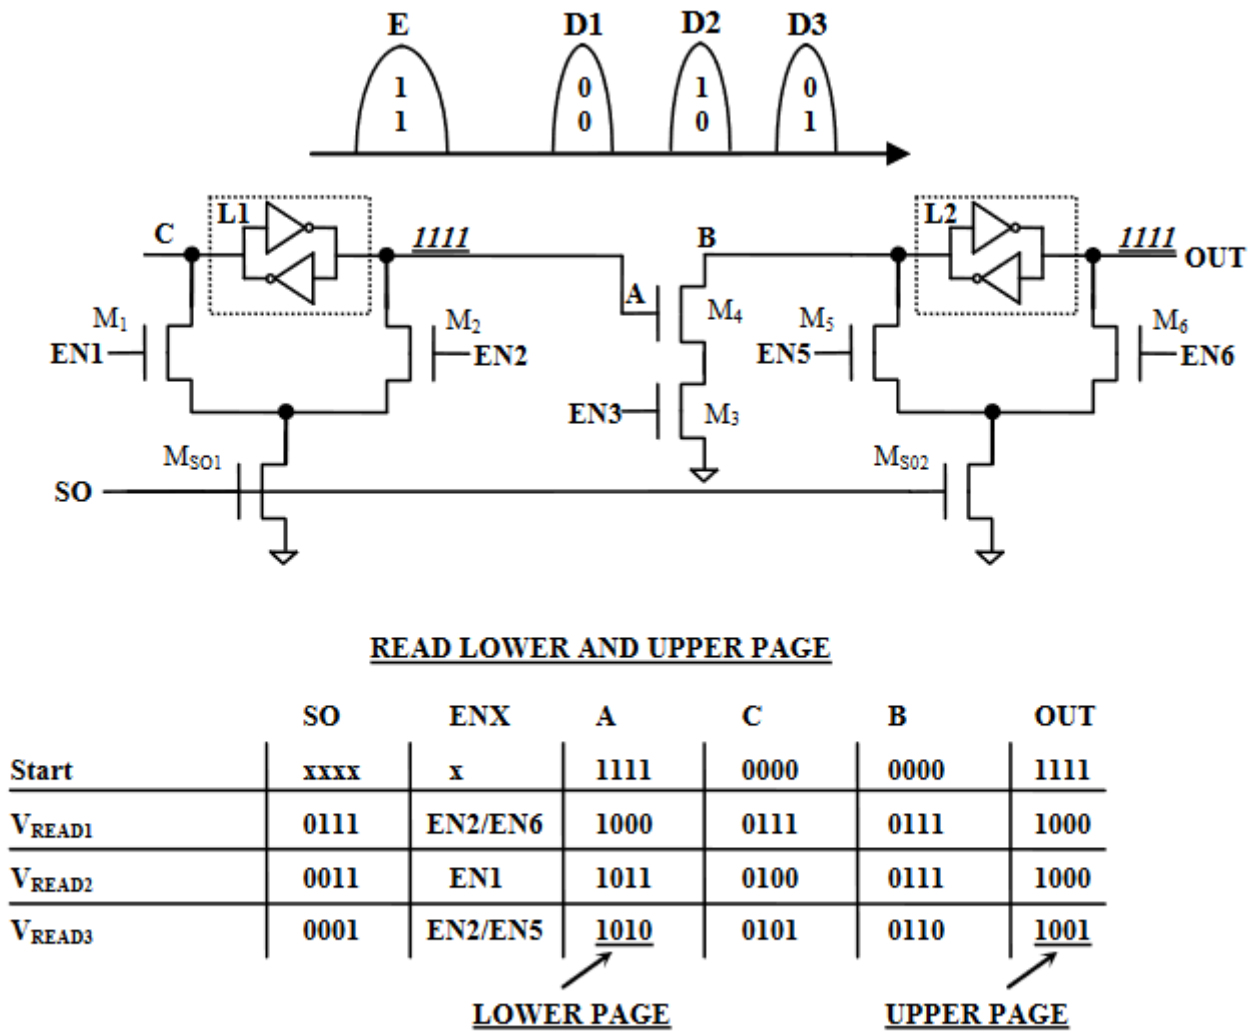 E D1 D2 D3
1 0 1 0
1 0 0 1
L1 L2
C 1111 B 1111 OUT
A
M1 M2 M4 M5 M6
EN1 EN2 EN5 EN6
EN3 M3
MSO1 MS02
SO
READ LOWER AND UPPER PAGE
SO ENX A C B OUT
Start xxxx x 1111 0000 0000 1111
VREAD1 0111 EN2/EN6 1000 0111 0111 1000
VREAD2 0011 EN1 1011 0100 0111 1000
VREAD3 0001 EN2/EN5 1010 0101 0110 1001
LOWER PAGE UPPER PAGE